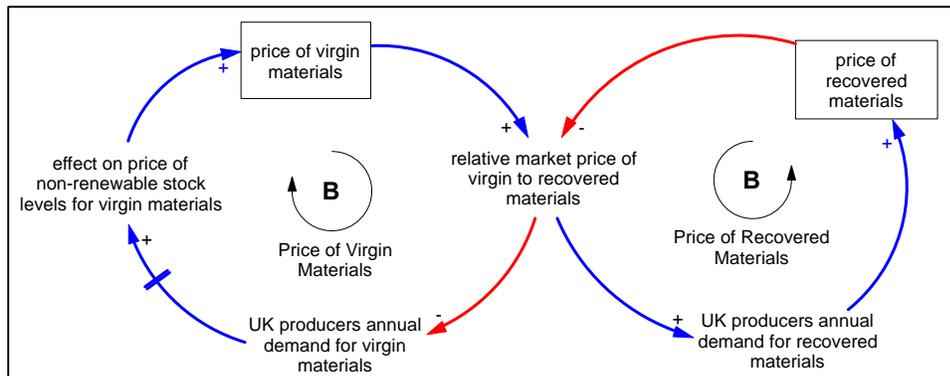 price of virgin
materials
+
price of
recovered
materials
+
-
+
relative market price of
virgin to recovered
materials
effect on price of
non-renewable stock
levels for virgin materials
B
Price of Virgin
Materials
B
Price of Recovered
Materials
+
-
UK producers annual
demand for virgin
materials
+
UK producers annual
demand for recovered
materials